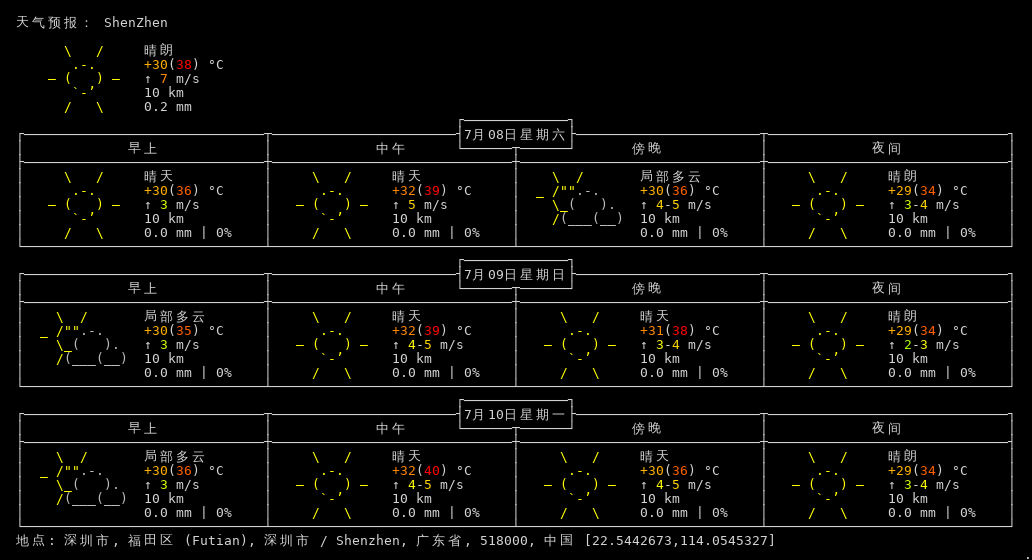 天气预报： ShenZhen
晴朗
+30(38) °C
↑ 7 m/s
10 km
0.2 mm
7月08日星期六
早上 中午 傍晚 夜间
晴天 晴天 局部多云 晴朗
+30(36) °C +32(39) °C +30(36) °C +29(34) °C
↑ 3 m/s ↑ 5 m/s ↑ 4-5 m/s ↑ 3-4 m/s
10 km 10 km 10 km 10 km
0.0 mm | 0% 0.0 mm | 0% 0.0 mm | 0% 0.0 mm | 0%
7月09日星期日
早上 中午 傍晚 夜间
局部多云 晴天 晴天 晴朗
+30(35) °C +32(39) °C +31(38) °C +29(34) °C
↑ 3 m/s ↑ 4-5 m/s ↑ 3-4 m/s ↑ 2-3 m/s
10 km 10 km 10 km 10 km
0.0 mm | 0% 0.0 mm | 0% 0.0 mm | 0% 0.0 mm | 0%
7月10日星期一
早上 中午 傍晚 夜间
局部多云 晴天 晴天 晴朗
+30(36) °C +32(40) °C +30(36) °C +29(34) °C
↑ 3 m/s ↑ 4-5 m/s ↑ 4-5 m/s ↑ 3-4 m/s
10 km 10 km 10 km 10 km
0.0 mm | 0% 0.0 mm | 0% 0.0 mm | 0% 0.0 mm | 0%
地点: 深圳市, 福田区 (Futian), 深圳市 / Shenzhen, 广东省, 518000, 中国 [22.5442673,114.0545327]